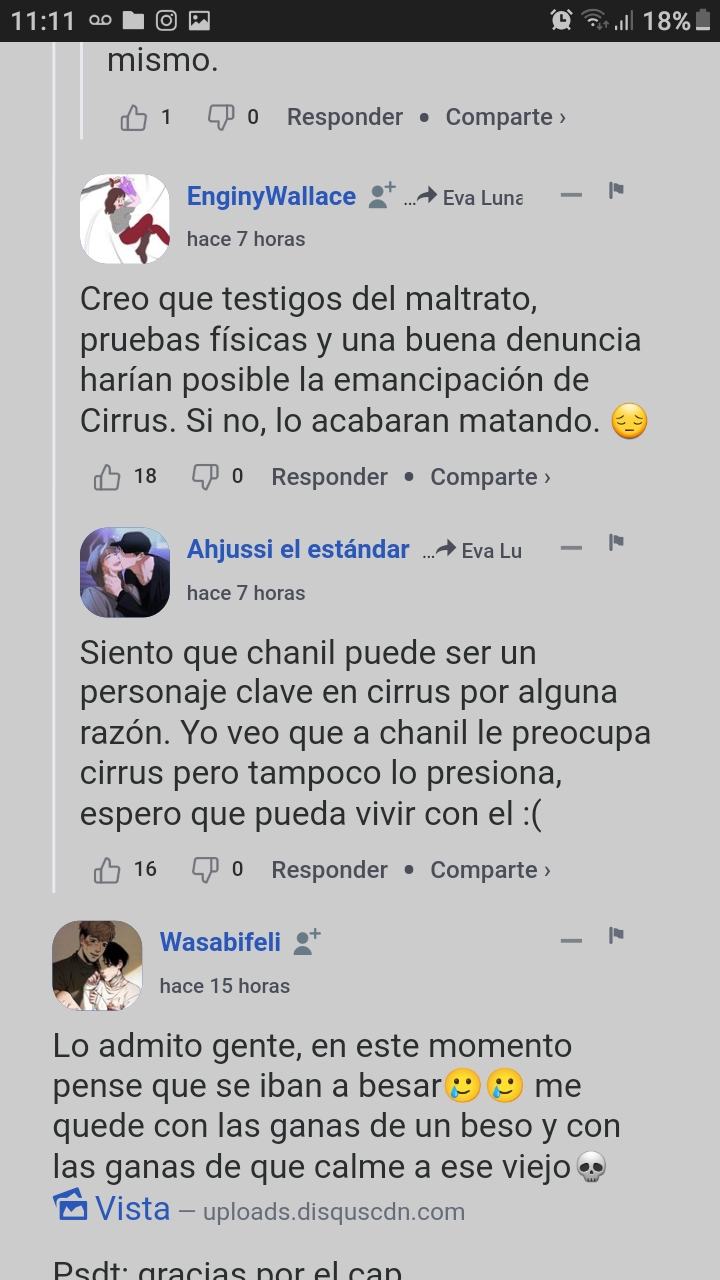 11:11 18%
mismo.
1 0 Responder • Comparte ›
EnginyWallace ... Eva Luna
hace 7 horas
Creo que testigos del maltrato,
pruebas físicas y una buena denuncia
harían posible la emancipación de
Cirrus. Si no, lo acabaran matando. 😔
18 0 Responder • Comparte ›
Ahjussi el estándar ... Eva Lu
hace 7 horas
Siento que chanil puede ser un
personaje clave en cirrus por alguna
razón. Yo veo que a chanil le preocupa
cirrus pero tampoco lo presiona,
espero que pueda vivir con el :(
16 0 Responder • Comparte ›
Wasabifeli
hace 15 horas
Lo admito gente, en este momento
pense que se iban a besar🥲🥲 me
quede con las ganas de un beso y con
las ganas de que calme a ese viejo💀
Vista — uploads.disquscdn.com
Psdt: gracias por el cap